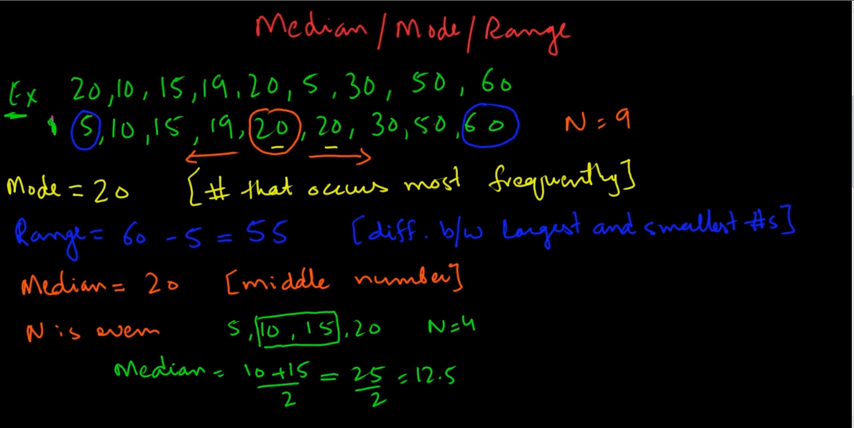 Median/Mode/Range
Ex 20, 10, 15, 19, 20, 5, 30, 50, 60
5, 10, 15, 19, 20, 20, 30, 50, 60 N = 9
Mode = 20 [# that occurs most frequently]
Range = 60 - 5 = 55 [diff. b/w largest and smallest #s]
Median = 20 [middle number]
N is even 5, 10, 15, 20 N=4
Median = 10+15/2 = 25/2 = 12.5